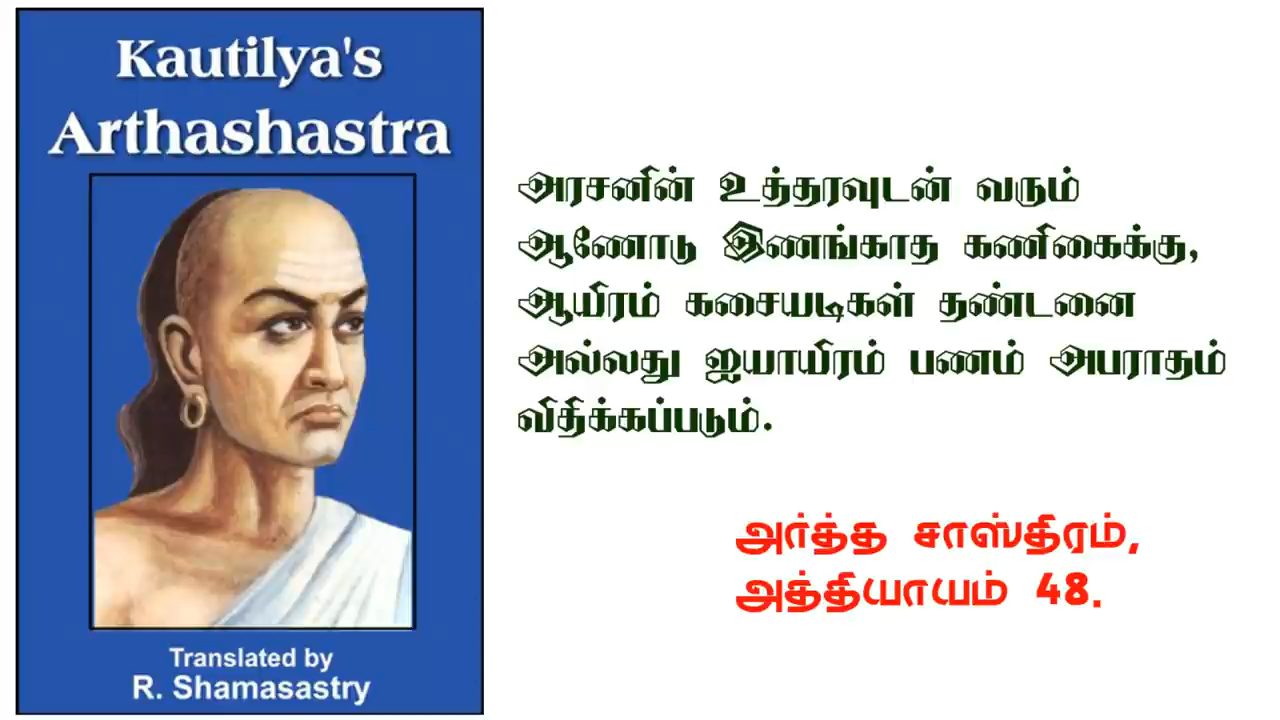 Kautilya's
Arthashastra
Translated by
R. Shamasastry
அரசனின் உத்தரவுடன் வரும்
ஆணோடு இணங்காத கணிகைக்கு,
ஆயிரம் கசையடிகள் தண்டனை
அல்லது ஐயாயிரம் பணம் அபராதம்
விதிக்கப்படும்.
அர்த்த சாஸ்திரம்,
அத்தியாயம் 48.